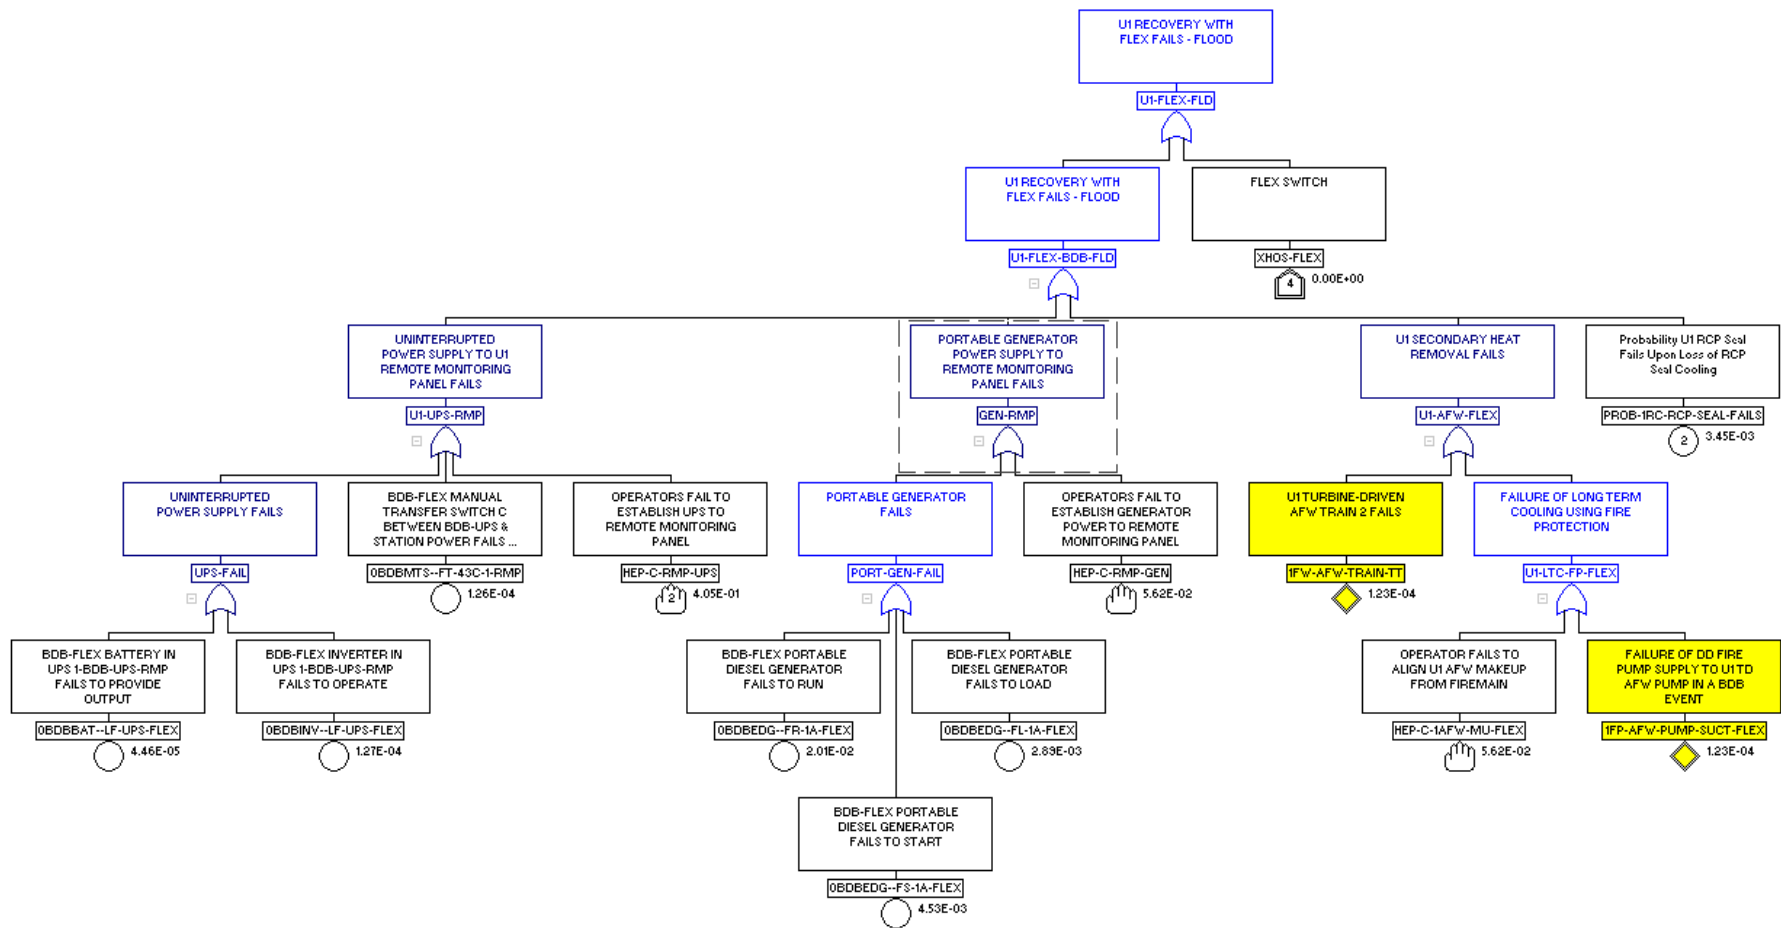 U1 RECOVERY WITH
FLEX FAILS - FLOOD
U1-FLEX-FLD
U1 RECOVERY WITH
FLEX FAILS - FLOOD
U1-FLEX-BDB-FLD
FLEX SWITCH
XHOS-FLEX
4
0.00E+00
UNINTERRUPTED
POWER SUPPLY TO U1
REMOTE MONITORING
PANEL FAILS
U1-UPS-RMP
PORTABLE GENERATOR
POWER SUPPLY TO
REMOTE MONITORING
PANEL FAILS
GEN-RMP
U1 SECONDARY HEAT
REMOVAL FAILS
U1-AFW-FLEX
Probability U1 RCP Seal
Fails Upon Loss of RCP
Seal Cooling
PROB-1RC-RCP-SEAL-FAILS
2
3.45E-03
UNINTERRUPTED
POWER SUPPLY FAILS
UPS-FAIL
BDB-FLEX MANUAL
TRANSFER SWITCH C
BETWEEN BDB-UPS &
STATION POWER FAILS ...
0BDBMTS--FT-43C-1-RMP
1.26E-04
OPERATORS FAIL TO
ESTABLISH UPS TO
REMOTE MONITORING
PANEL
HEP-C-RMP-UPS
2
4.05E-01
PORTABLE GENERATOR
FAILS
PORT-GEN-FAIL
OPERATORS FAIL TO
ESTABLISH GENERATOR
POWER TO REMOTE
MONITORING PANEL
HEP-C-RMP-GEN
5.62E-02
U1 TURBINE-DRIVEN
AFW TRAIN 2 FAILS
1FW-AFW-TRAIN-TT
1.23E-04
FAILURE OF LONG TERM
COOLING USING FIRE
PROTECTION
U1-LTC-FP-FLEX
BDB-FLEX BATTERY IN
UPS 1-BDB-UPS-RMP
FAILS TO PROVIDE
OUTPUT
0BDBBAT--LF-UPS-FLEX
4.46E-05
BDB-FLEX INVERTER IN
UPS 1-BDB-UPS-RMP
FAILS TO OPERATE
0BDBINV--LF-UPS-FLEX
1.27E-04
BDB-FLEX PORTABLE
DIESEL GENERATOR
FAILS TO RUN
0BDBEDG--FR-1A-FLEX
2.01E-02
BDB-FLEX PORTABLE
DIESEL GENERATOR
FAILS TO LOAD
0BDBEDG--FL-1A-FLEX
2.89E-03
OPERATOR FAILS TO
ALIGN U1 AFW MAKEUP
FROM FIREMAIN
HEP-C-1AFW-MU-FLEX
5.62E-02
FAILURE OF DD FIRE
PUMP SUPPLY TO U1 TD
AFW PUMP IN A BDB
EVENT
1FP-AFW-PUMP-SUCT-FLEX
1.23E-04
BDB-FLEX PORTABLE
DIESEL GENERATOR
FAILS TO START
0BDBEDG--FS-1A-FLEX
4.53E-03